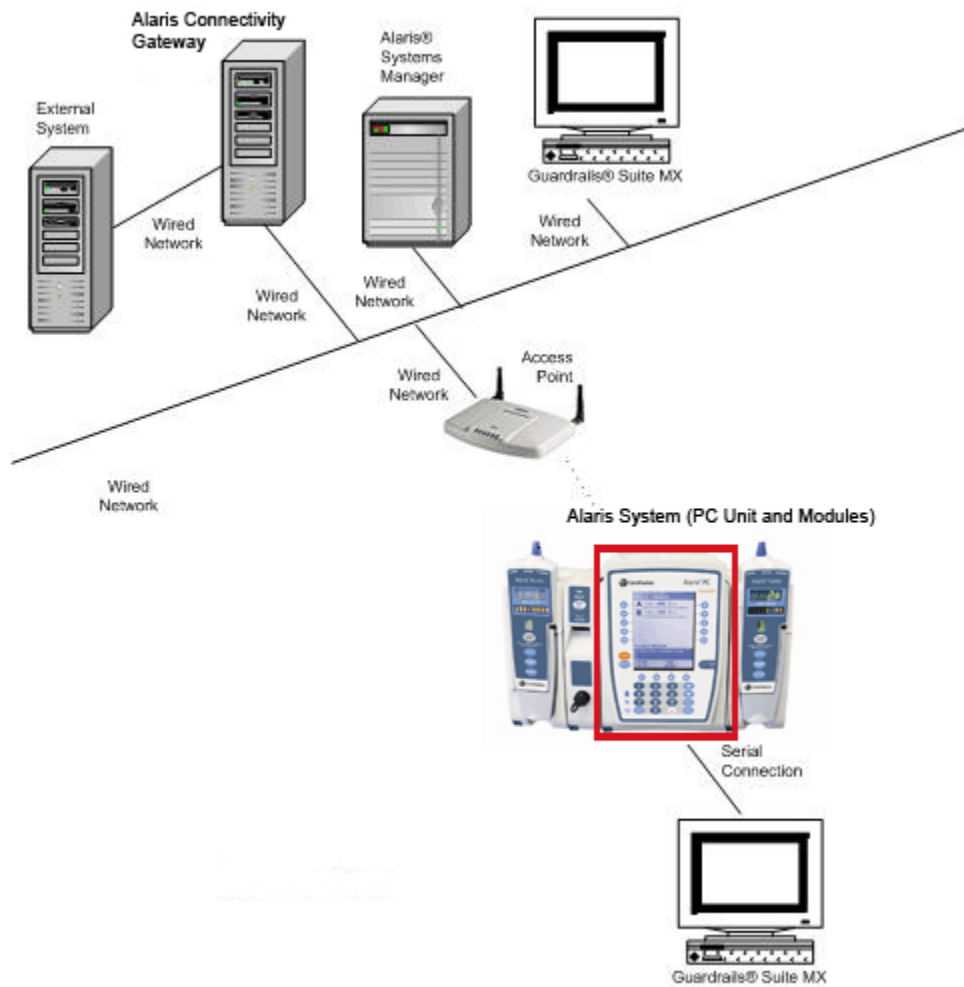 Alaris Connectivity
Gateway
Alaris®
Systems
Manager
External
System
Guardrails® Suite MX
Wired
Network
Wired
Network
Wired
Network
Wired
Network
Wired
Network
Access
Point
Wired
Network
Alaris System (PC Unit and Modules)
Serial
Connection
Guardrails® Suite MX